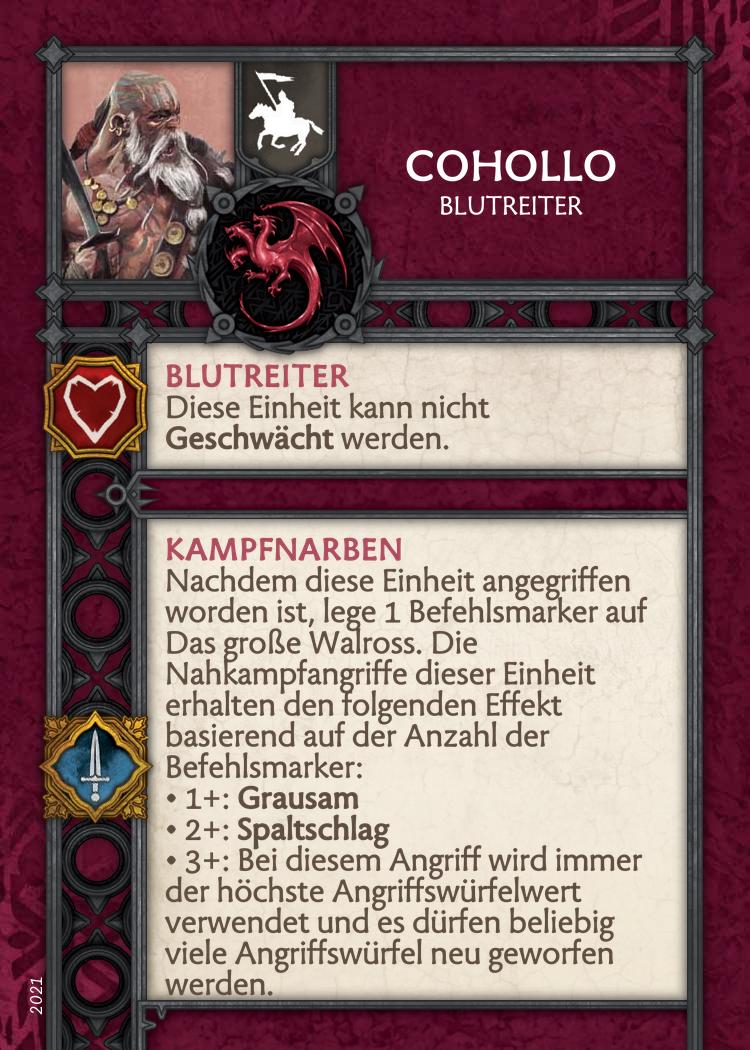 COHOLLO
BLUTREITER
BLUTREITER
Diese Einheit kann nicht
Geschwächt werden.
KAMPFNARBEN
Nachdem diese Einheit angegriffen
worden ist, lege 1 Befehlsmarker auf
Das große Walross. Die
Nahkampfangriffe dieser Einheit
erhalten den folgenden Effekt
basierend auf der Anzahl der
Befehlsmarker:
• 1+: Grausam
• 2+: Spaltschlag
• 3+: Bei diesem Angriff wird immer
der höchste Angriffswürfelwert
verwendet und es dürfen beliebig
viele Angriffswürfel neu geworfen
werden.
2021